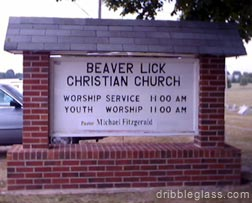 BEAVER LICK
CHRISTIAN CHURCH
WORSHIP SERVICE 11:00 AM
YOUTH WORSHIP 11:00 AM
Pastor Michael Fitzgerald
dribbleglass.com